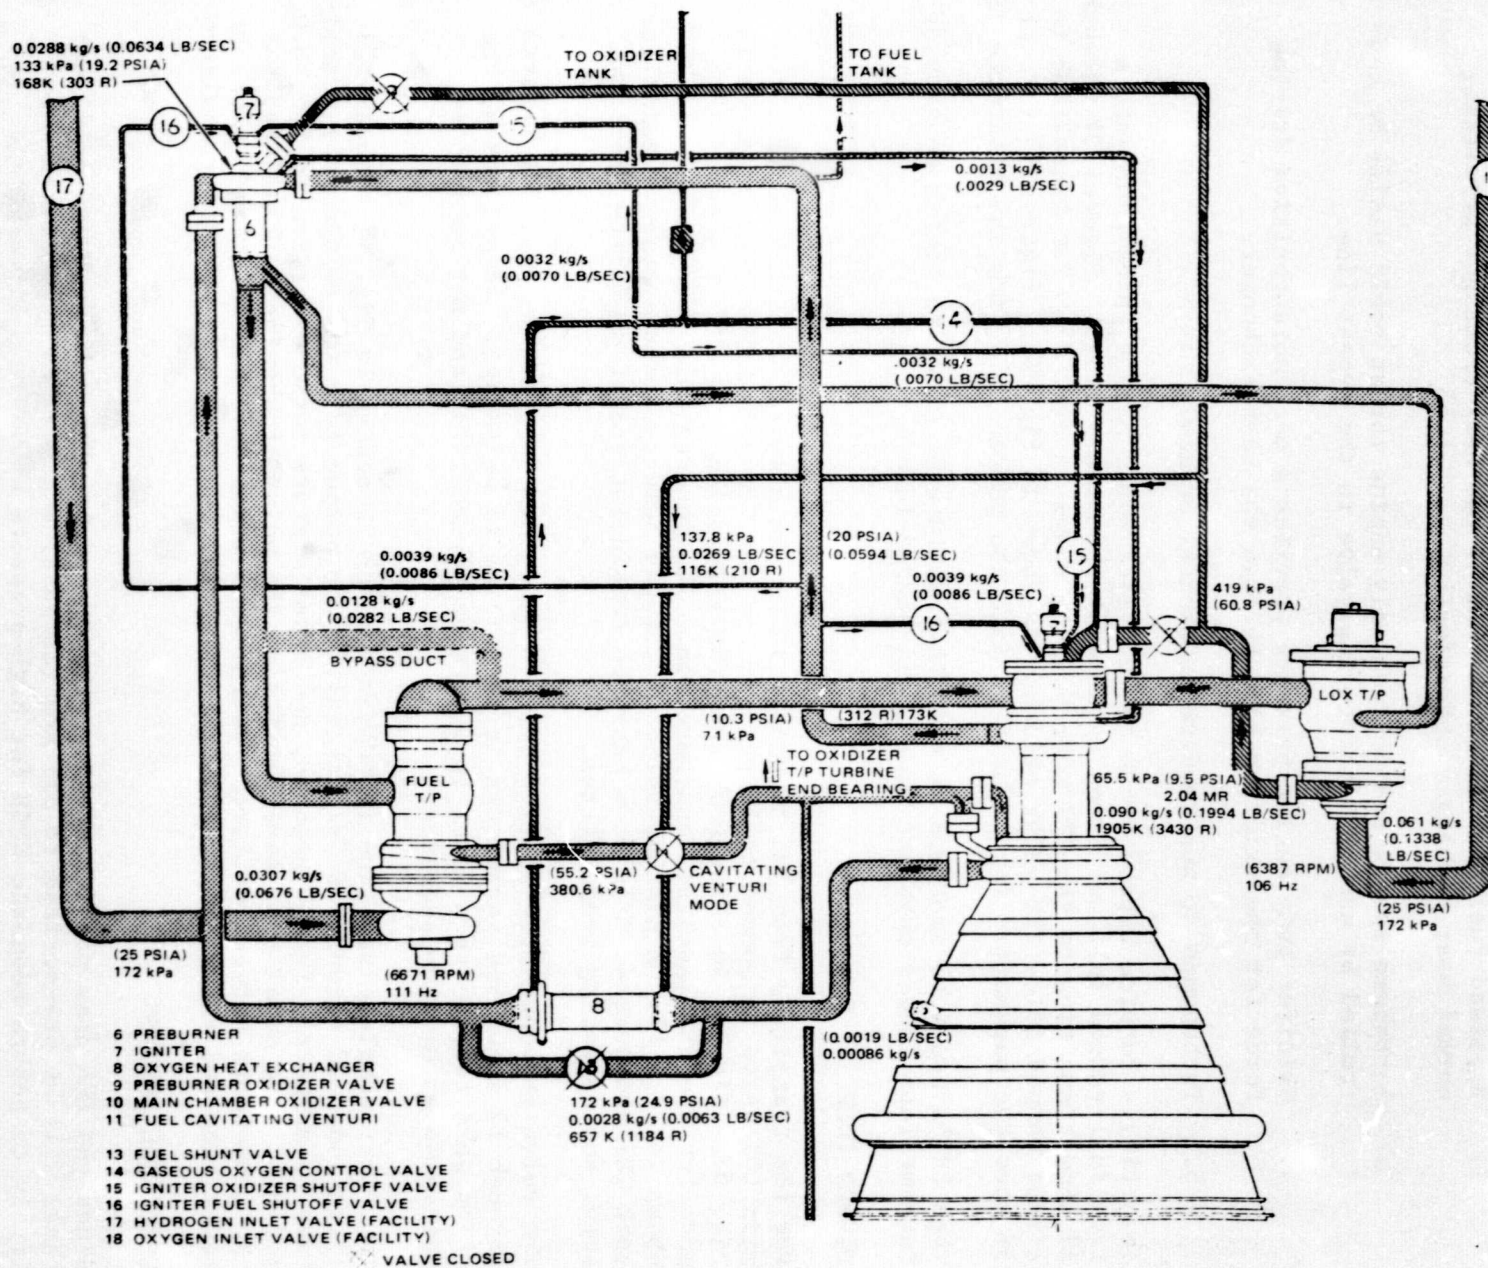 0.0288 kg/s (0.0634 LB/SEC)
133 kPa (19.2 PSIA)
168K (303 R)
TO OXIDIZER
TANK
TO FUEL
TANK
7
16
15
17
6
0.0013 kg/s
(.0029 LB/SEC)
0.0032 kg/s
(0.0070 LB/SEC)
14
.0032 kg/s
(.0070 LB/SEC)
137.8 kPa
0.0269 LB/SEC
116K (210 R)
(20 PSIA)
(0.0594 LB/SEC)
15
0.0039 kg/s
(0.0086 LB/SEC)
0.0039 kg/s
(0.0086 LB/SEC)
16
7
419 kPa
(60.8 PSIA)
0.0128 kg/s
(0.0282 LB/SEC)
BYPASS DUCT
LOX T/P
(10.3 PSIA)
71 kPa
(312 R) 173K
FUEL
T/P
TO OXIDIZER
T/P TURBINE
END BEARING
65.5 kPa (9.5 PSIA)
2.04 MR
0.090 kg/s (0.1994 LB/SEC)
1905K (3430 R)
0.061 kg/s
(0.1338
LB/SEC)
0.0307 kg/s
(0.0676 LB/SEC)
(55.2 PSIA)
380.6 kPa
CAVITATING
VENTURI
MODE
(6387 RPM)
106 Hz
(25 PSIA)
172 kPa
(25 PSIA)
172 kPa
(6671 RPM)
111 Hz
8
(0.0019 LB/SEC)
0.00086 kg/s
172 kPa (24.9 PSIA)
0.0028 kg/s (0.0063 LB/SEC)
657 K (1184 R)
6 PREBURNER
7 IGNITER
8 OXYGEN HEAT EXCHANGER
9 PREBURNER OXIDIZER VALVE
10 MAIN CHAMBER OXIDIZER VALVE
11 FUEL CAVITATING VENTURI
13 FUEL SHUNT VALVE
14 GASEOUS OXYGEN CONTROL VALVE
15 IGNITER OXIDIZER SHUTOFF VALVE
16 IGNITER FUEL SHUTOFF VALVE
17 HYDROGEN INLET VALVE (FACILITY)
18 OXYGEN INLET VALVE (FACILITY)
VALVE CLOSED